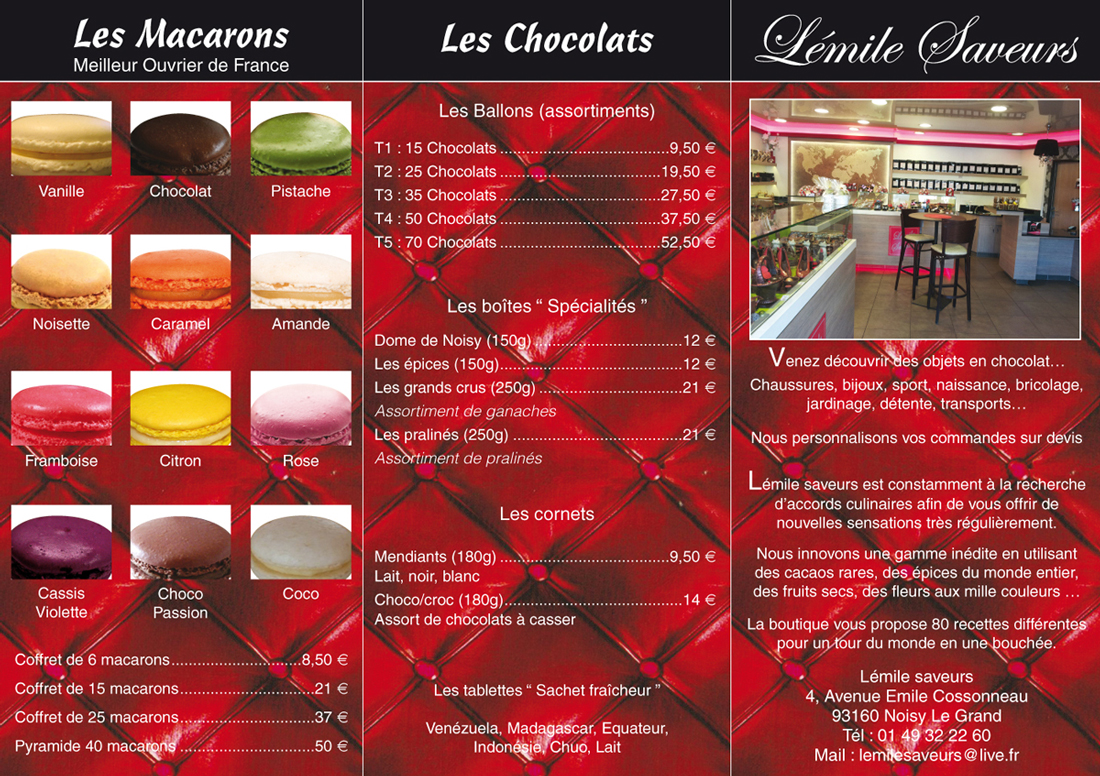 Les Macarons
Meilleur Ouvrier de France
Vanille
Chocolat
Pistache
Noisette
Caramel
Amande
Framboise
Citron
Rose
Cassis
Violette
Choco
Passion
Coco
Coffret de 6 macarons..............................8,50 €
Coffret de 15 macarons..............................21 €
Coffret de 25 macarons..............................37 €
Pyramide 40 macarons..............................50 €
Les Chocolats
Les Ballons (assortiments)
T1 : 15 Chocolats ..............................9,50 €
T2 : 25 Chocolats ..............................19,50 €
T3 : 35 Chocolats ..............................27,50 €
T4 : 50 Chocolats ..............................37,50 €
T5 : 70 Chocolats ..............................52,50 €
Les boîtes “ Spécialités ”
Dome de Noisy (150g)..............................12 €
Les épices (150g)..............................12 €
Les grands crus (250g) ..............................21 €
Assortiment de ganaches
Les pralinés (250g) ..............................21 €
Assortiment de pralinés
Les cornets
Mendiants (180g) ..............................9,50 €
Lait, noir, blanc
Choco/croc (180g)..............................14 €
Assort de chocolats à casser
Les tablettes “ Sachet fraîcheur ”
Venézuela, Madagascar, Equateur,
Indonésie, Chuo, Lait
Lémile Saveurs
Venez découvrir des objets en chocolat…
Chaussures, bijoux, sport, naissance, bricolage,
jardinage, détente, transports…
Nous personnalisons vos commandes sur devis
Lémile saveurs est constamment à la recherche
d’accords culinaires afin de vous offrir de
nouvelles sensations très régulièrement.
Nous innovons une gamme inédite en utilisant
des cacaos rares, des épices du monde entier,
des fruits secs, des fleurs aux mille couleurs …
La boutique vous propose 80 recettes différentes
pour un tour du monde en une bouchée.
Lémile saveurs
4, Avenue Emile Cossonneau
93160 Noisy Le Grand
Tél : 01 49 32 22 60
Mail : lemilesaveurs@live.fr